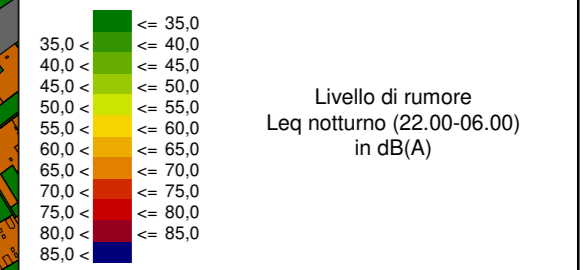 <= 35,0
35,0 < <= 40,0
40,0 < <= 45,0
45,0 < <= 50,0
50,0 < <= 55,0
55,0 < <= 60,0
60,0 < <= 65,0
65,0 < <= 70,0
70,0 < <= 75,0
75,0 < <= 80,0
80,0 < <= 85,0
85,0 <
Livello di rumore
Leq notturno (22.00-06.00)
in dB(A)